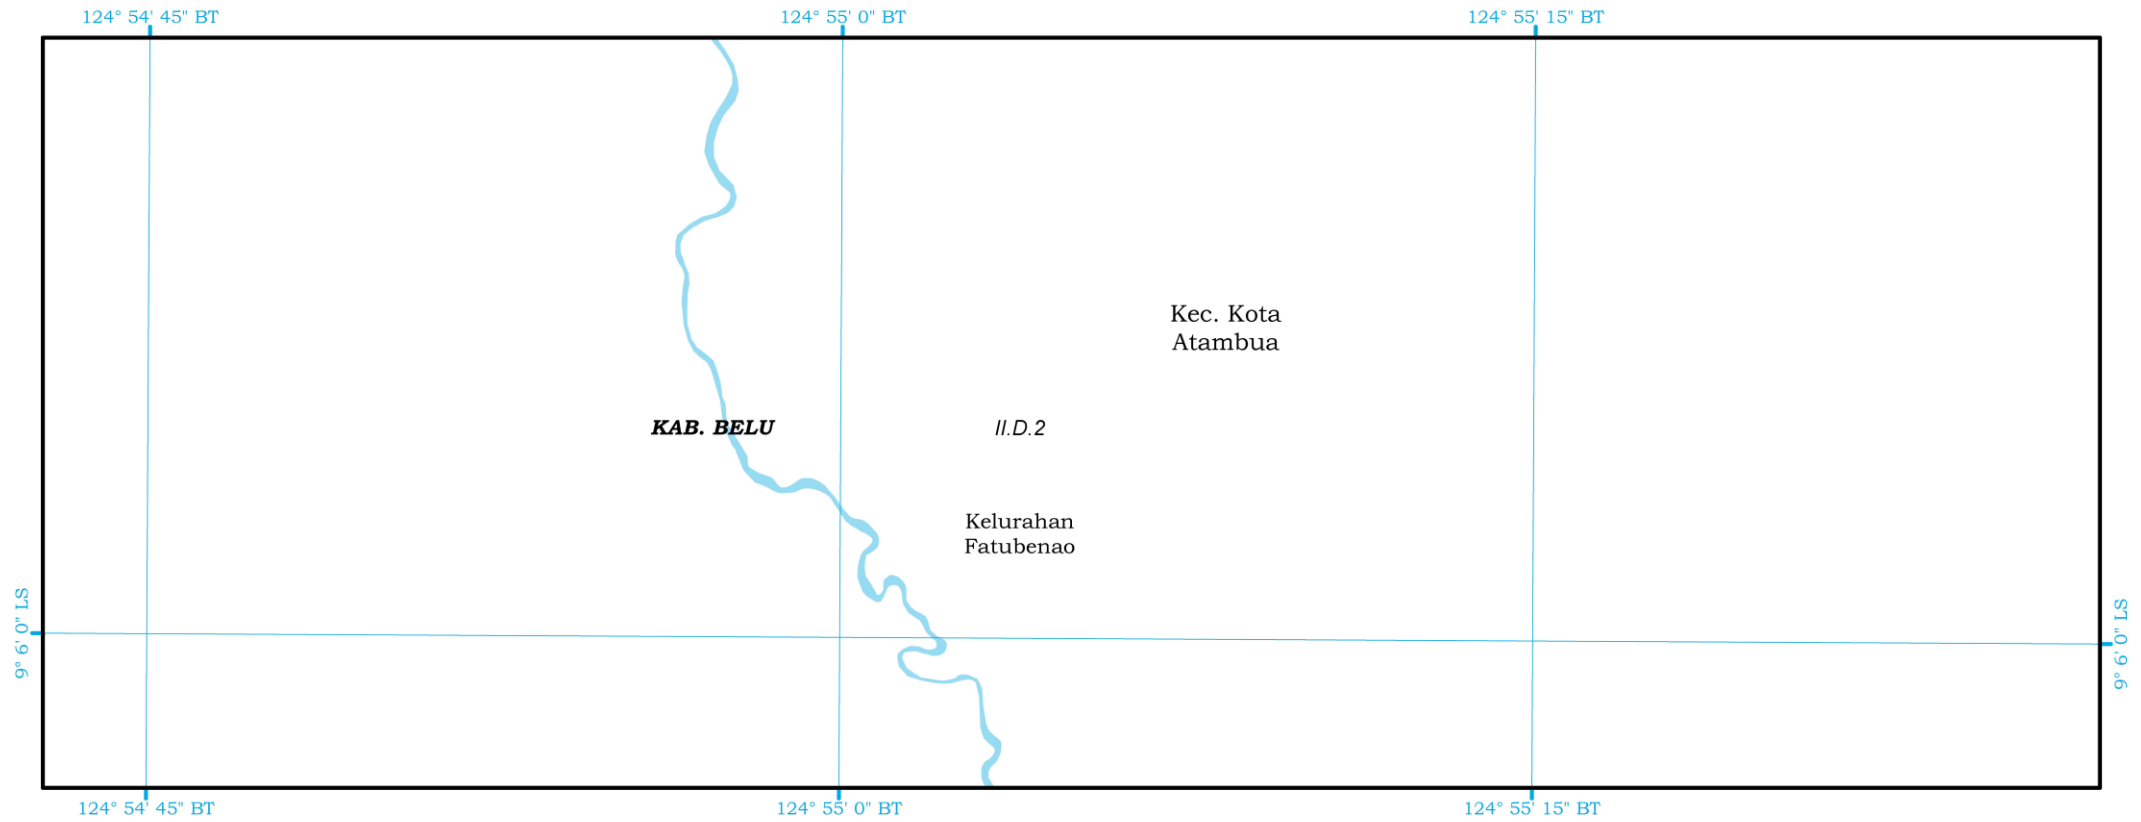 124° 54' 45" BT
124° 55' 0" BT
124° 55' 15" BT
Kec. Kota
Atambua
KAB. BELU
II.D.2
Kelurahan
Fatubenao
9° 6' 0" LS
9° 6' 0" LS
124° 54' 45" BT
124° 55' 0" BT
124° 55' 15" BT